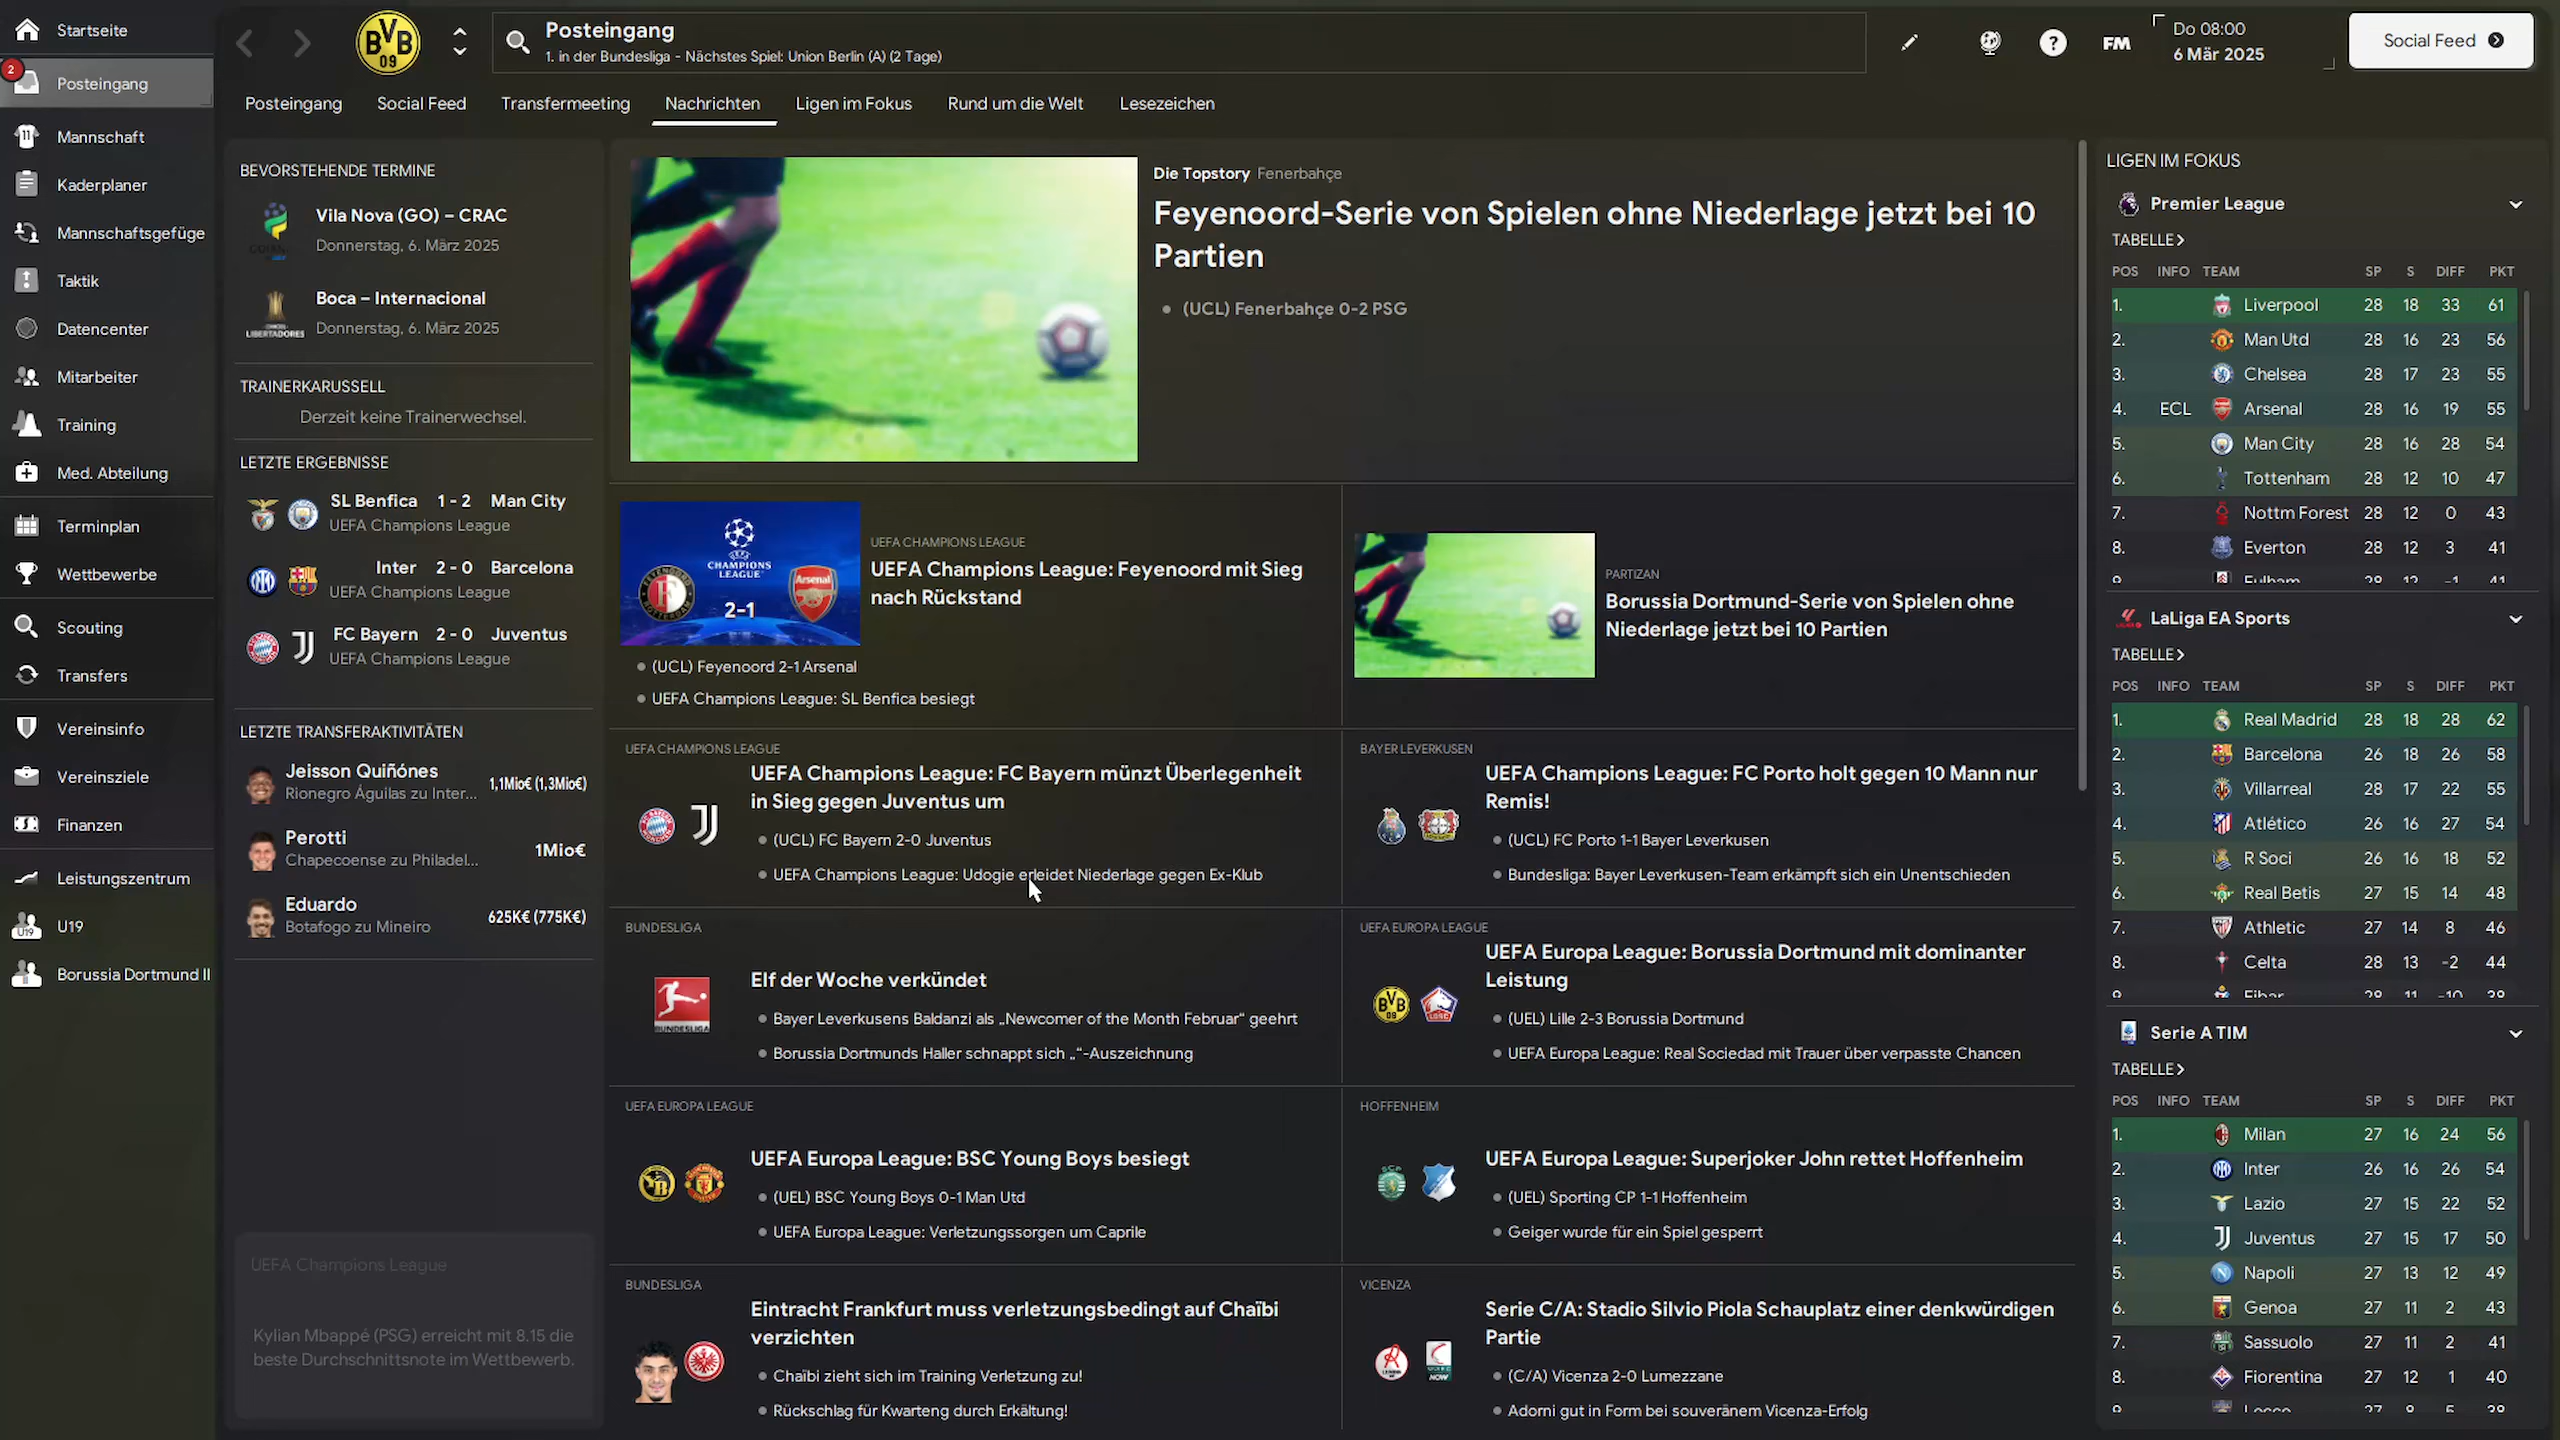 Startseite
2
Posteingang
Mannschaft
Kaderplaner
Mannschaftsgefüge
Taktik
Datencenter
Mitarbeiter
Training
Med. Abteilung
Terminplan
Wettbewerbe
Scouting
Transfers
Vereinsinfo
Vereinsziele
Finanzen
Leistungszentrum
U19
Borussia Dortmund II
Posteingang
1. in der Bundesliga - Nächstes Spiel: Union Berlin (A) (2 Tage)
FM
Do 08:00
6 Mär 2025
Social Feed
Posteingang Social Feed Transfermeeting Nachrichten Ligen im Fokus Rund um die Welt Lesezeichen
BEVORSTEHENDE TERMINE
Vila Nova (GO) – CRAC
Donnerstag, 6. März 2025
Boca – Internacional
Donnerstag, 6. März 2025
TRAINERKARUSSELL
Derzeit keine Trainerwechsel.
LETZTE ERGEBNISSE
SL Benfica 1 - 2 Man City
UEFA Champions League
Inter 2 - 0 Barcelona
UEFA Champions League
FC Bayern 2 - 0 Juventus
UEFA Champions League
LETZTE TRANSFERAKTIVITÄTEN
Jeisson Quiñónes 1,1Mio€ (1,3Mio€)
Rionegro Águilas zu Inter...
Perotti 1Mio€
Chapecoense zu Philadel...
Eduardo 625K€ (775K€)
Botafogo zu Mineiro
UEFA Champions League
Kylian Mbappé (PSG) erreicht mit 8.15 die
beste Durchschnittsnote im Wettbewerb.
Die Topstory Fenerbahçe
Feyenoord-Serie von Spielen ohne Niederlage jetzt bei 10
Partien
(UCL) Fenerbahçe 0-2 PSG
CHAMPIONS
LEAGUE
2-1
UEFA CHAMPIONS LEAGUE
UEFA Champions League: Feyenoord mit Sieg
nach Rückstand
(UCL) Feyenoord 2-1 Arsenal
UEFA Champions League: SL Benfica besiegt
PARTIZAN
Borussia Dortmund-Serie von Spielen ohne
Niederlage jetzt bei 10 Partien
UEFA CHAMPIONS LEAGUE
UEFA Champions League: FC Bayern münzt Überlegenheit
in Sieg gegen Juventus um
(UCL) FC Bayern 2-0 Juventus
UEFA Champions League: Udogie erleidet Niederlage gegen Ex-Klub
BAYER LEVERKUSEN
UEFA Champions League: FC Porto holt gegen 10 Mann nur
Remis!
(UCL) FC Porto 1-1 Bayer Leverkusen
Bundesliga: Bayer Leverkusen-Team erkämpft sich ein Unentschieden
BUNDESLIGA
Elf der Woche verkündet
Bayer Leverkusens Baldanzi als „Newcomer of the Month Februar“ geehrt
Borussia Dortmunds Haller schnappt sich „“-Auszeichnung
BUNDESLIGA
UEFA EUROPA LEAGUE
UEFA Europa League: Borussia Dortmund mit dominanter
Leistung
(UEL) Lille 2-3 Borussia Dortmund
UEFA Europa League: Real Sociedad mit Trauer über verpasste Chancen
UEFA EUROPA LEAGUE
UEFA Europa League: BSC Young Boys besiegt
(UEL) BSC Young Boys 0-1 Man Utd
UEFA Europa League: Verletzungssorgen um Caprile
HOFFENHEIM
UEFA Europa League: Superjoker John rettet Hoffenheim
(UEL) Sporting CP 1-1 Hoffenheim
Geiger wurde für ein Spiel gesperrt
BUNDESLIGA
Eintracht Frankfurt muss verletzungsbedingt auf Chaïbi
verzichten
Chaïbi zieht sich im Training Verletzung zu!
Rückschlag für Kwarteng durch Erkältung!
VICENZA
Serie C/A: Stadio Silvio Piola Schauplatz einer denkwürdigen
Partie
(C/A) Vicenza 2-0 Lumezzane
Adorni gut in Form bei souveränem Vicenza-Erfolg
LIGEN IM FOKUS
Premier League
TABELLE
POS INFO TEAM SP S DIFF PKT
1. Liverpool 28 18 33 61
2. Man Utd 28 16 23 56
3. Chelsea 28 17 23 55
4. ECL Arsenal 28 16 19 55
5. Man City 28 16 28 54
6. Tottenham 28 12 10 47
7. Nottm Forest 28 12 0 43
8. Everton 28 12 3 41
9. Fulham 28 12 -1 41
LaLiga EA Sports
TABELLE
POS INFO TEAM SP S DIFF PKT
1. Real Madrid 28 18 28 62
2. Barcelona 26 18 26 58
3. Villarreal 28 17 22 55
4. Atlético 26 16 27 54
5. R Soci 26 16 18 52
6. Real Betis 27 15 14 48
7. Athletic 27 14 8 46
8. Celta 28 13 -2 44
9. Eibar 28 11 -10
Serie A TIM
TABELLE
POS INFO TEAM SP S DIFF PKT
1. Milan 27 16 24 56
2. Inter 26 16 26 54
3. Lazio 27 15 22 52
4. Juventus 27 15 17 50
5. Napoli 27 13 12 49
6. Genoa 27 11 2 43
7. Sassuolo 27 11 2 41
8. Fiorentina 27 12 1 40
9. Lecce 27